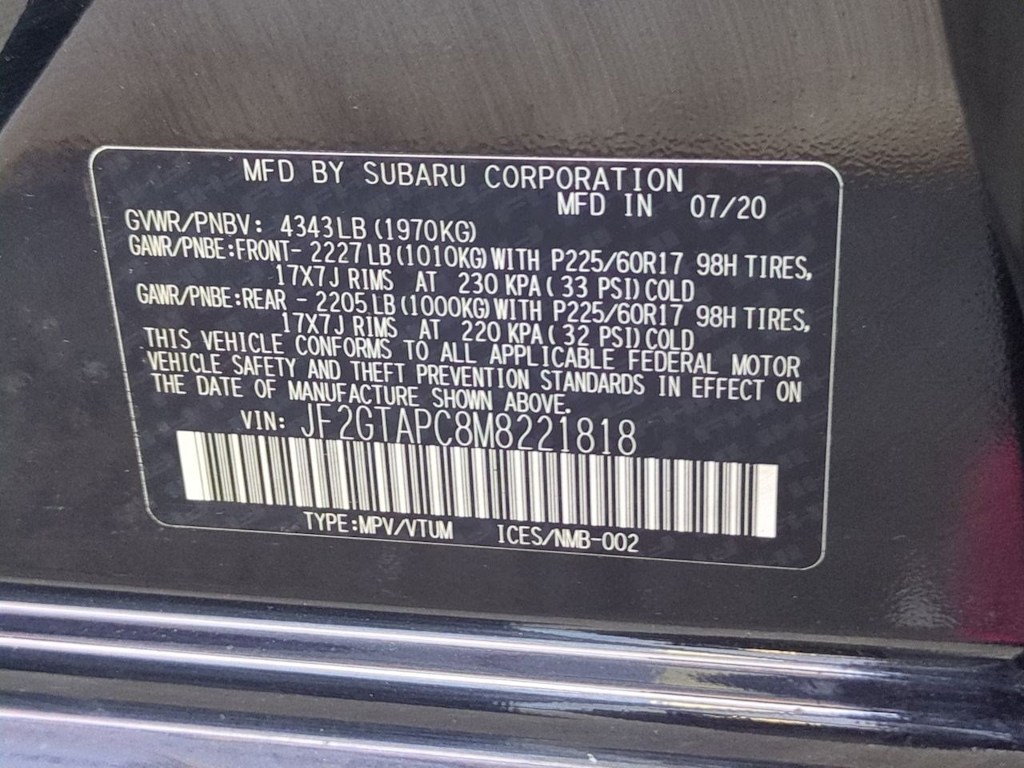 MFD BY SUBARU CORPORATION
MFD IN 07/20
GVWR/PNBV: 4343LB (1970KG)
GAWR/PNBE:FRONT- 2227LB (1010KG) WITH P225/60R17 98H TIRES,
17X7J RIMS AT 230 KPA ( 33 PSI) COLD
GAWR/PNBE:REAR - 2205LB (1000KG) WITH P225/60R17 98H TIRES,
17X7J RIMS AT 220 KPA ( 32 PSI) COLD
THIS VEHICLE CONFORMS TO ALL APPLICABLE FEDERAL MOTOR
VEHICLE SAFETY AND THEFT PREVENTION STANDARDS IN EFFECT ON
THE DATE OF MANUFACTURE SHOWN ABOVE.
VIN: JF2GTAPC8M8221818
TYPE:MPV/VTUM ICES/NMB-002